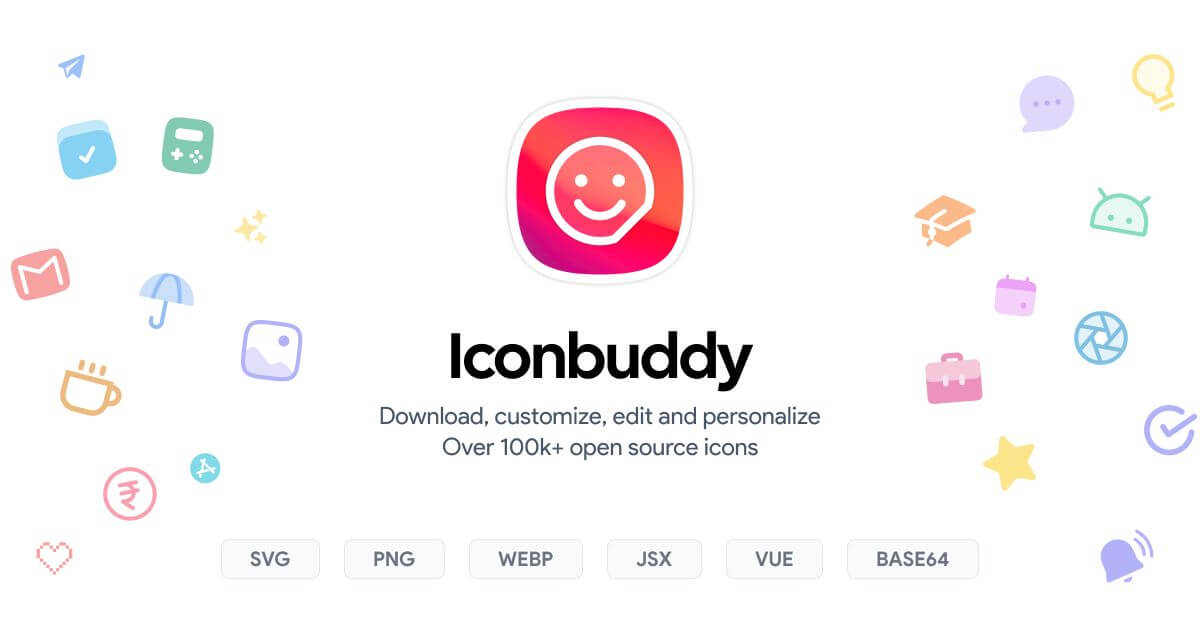 Iconbuddy
Download, customize, edit and personalize
Over 100k+ open source icons
SVG
PNG
WEBP
JSX
VUE
BASE64